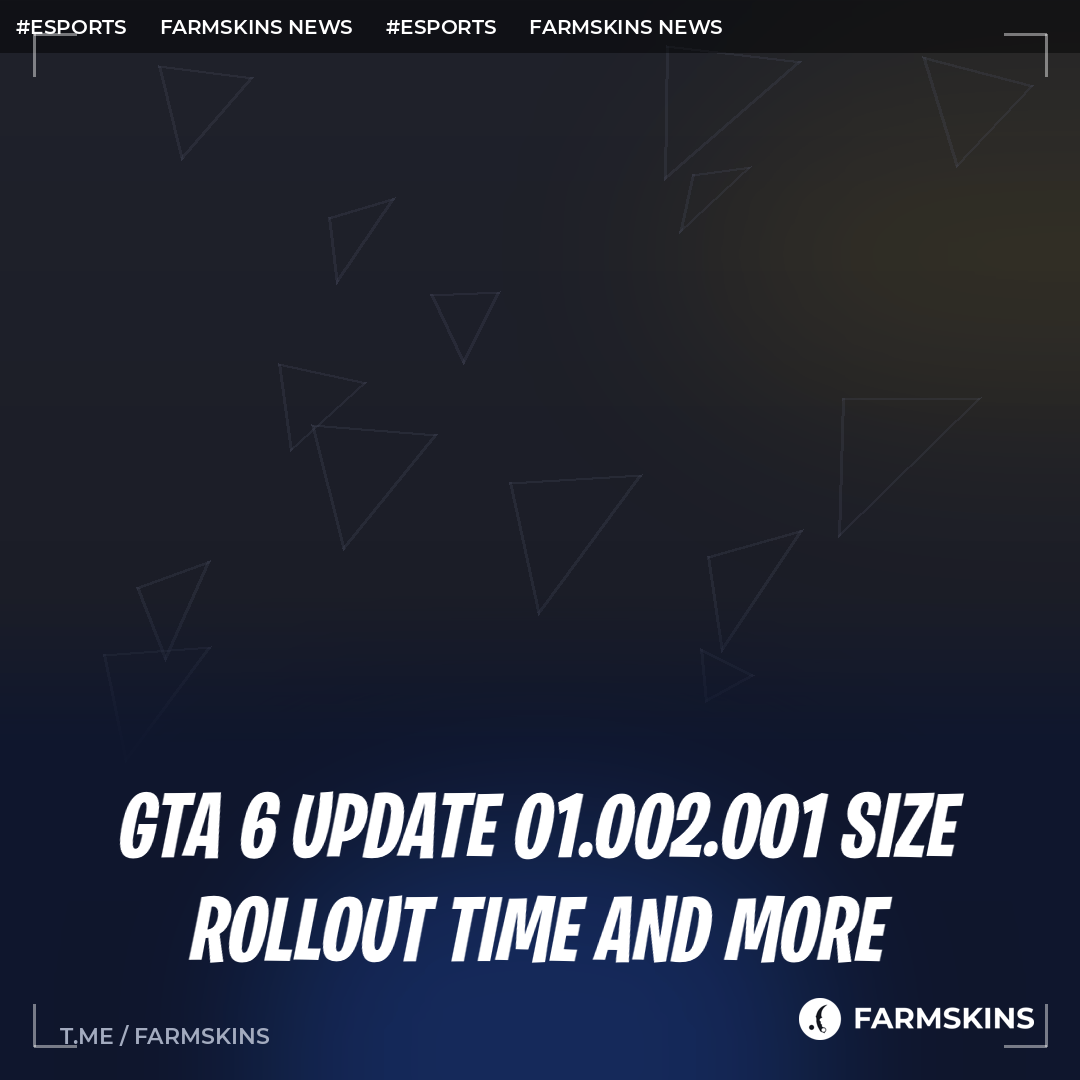 #ESPORTS FARMSKINS NEWS #ESPORTS FARMSKINS NEWS
GTA 6 UPDATE 01.002.001 SIZE
ROLLOUT TIME AND MORE
T.ME / FARMSKINS
FARMSKINS